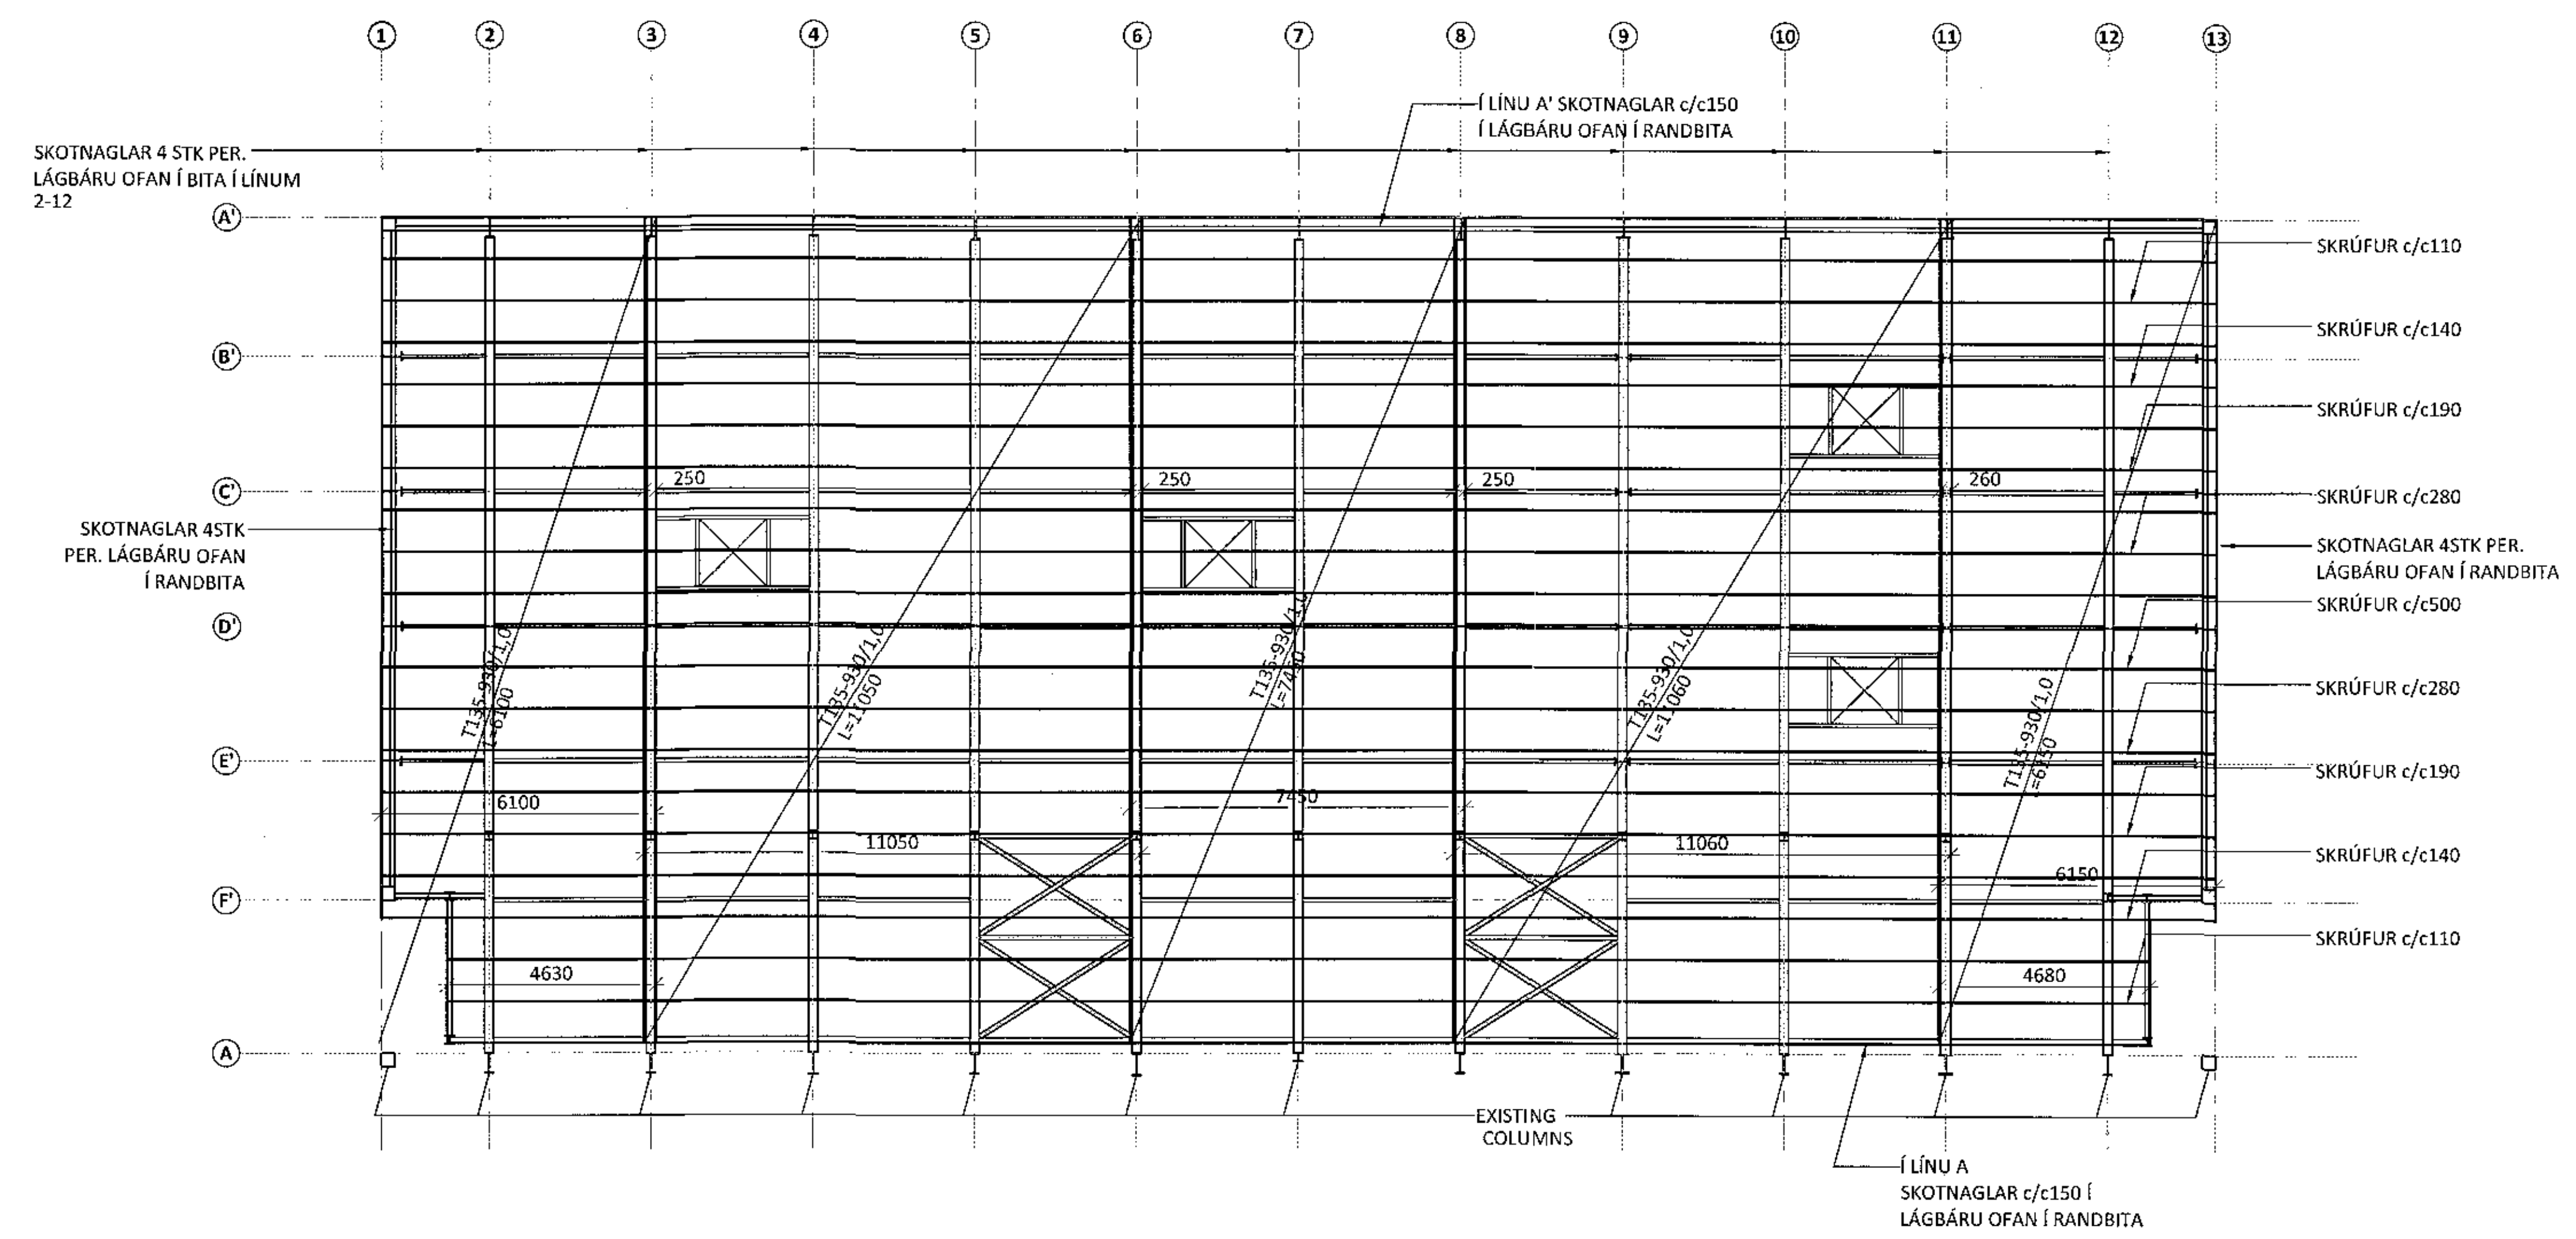 1 2 3 4 5 6 7 8 9 10 11 12 13
Í LÍNU A' SKOTNAGLAR c/c150
Í LÁGBÁRU OFAN Í RANDBITA
SKOTNAGLAR 4 STK PER.
LÁGBÁRU OFAN Í BITA Í LÍNUM
2-12
A'
SKRÚFUR c/c110
SKRÚFUR c/c140
B'
SKRÚFUR c/c190
250 250 250 260
C'
SKRÚFUR c/c280
SKOTNAGLAR 4STK
PER. LÁGBÁRU OFAN
Í RANDBITA
SKOTNAGLAR 4STK PER.
LÁGBÁRU OFAN Í RANDBITA
SKRÚFUR c/c500
D'
T135-930/1,0
L=6100
T135-930/1,0
L=11050
T135-930/1,0
L=7450
T135-930/1,0
L=11060
T135-930/1,0
L=6150
SKRÚFUR c/c280
E'
SKRÚFUR c/c190
6100 7450
11050 11060
SKRÚFUR c/c140
6150
F'
SKRÚFUR c/c110
4630 4680
A
EXISTING
COLUMNS
Í LÍNU A
SKOTNAGLAR c/c150 Í
LÁGBÁRU OFAN Í RANDBITA